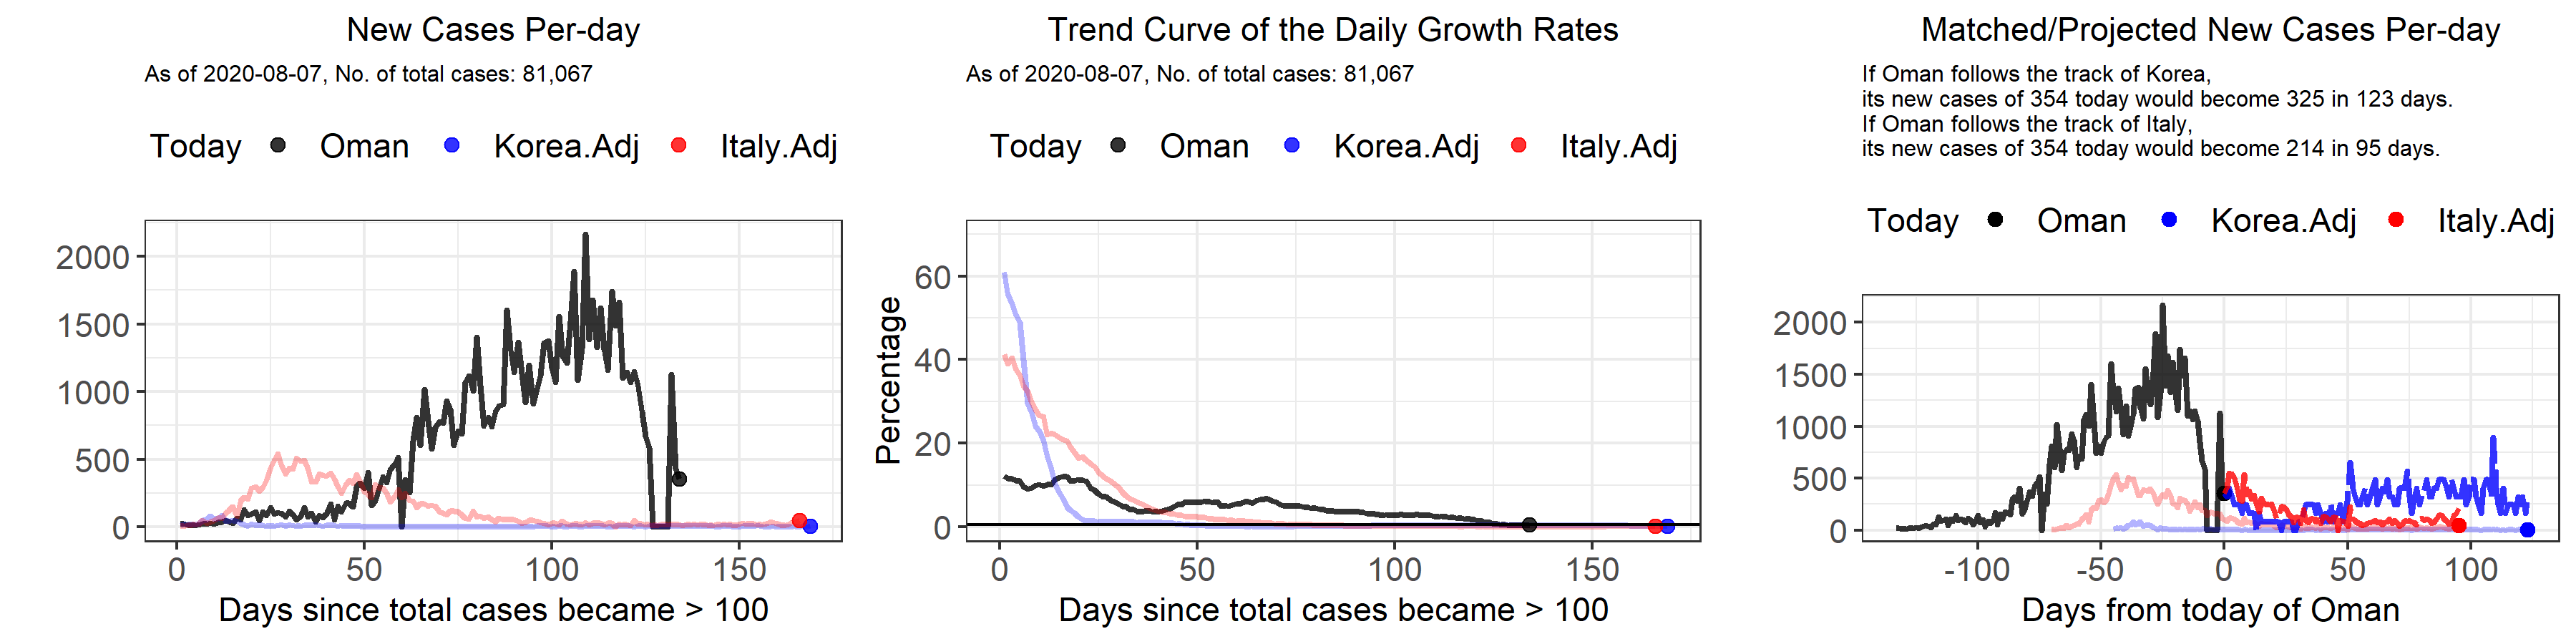 New Cases Per-day
As of 2020-08-07, No. of total cases: 81,067
Today Oman Korea.Adj Italy.Adj
2000
1500
1000
500
0
0 50 100 150
Days since total cases became > 100
Trend Curve of the Daily Growth Rates
As of 2020-08-07, No. of total cases: 81,067
Today Oman Korea.Adj Italy.Adj
Percentage
60
40
20
0
0 50 100 150
Days since total cases became > 100
Matched/Projected New Cases Per-day
If Oman follows the track of Korea,
its new cases of 354 today would become 325 in 123 days.
If Oman follows the track of Italy,
its new cases of 354 today would become 214 in 95 days.
Today Oman Korea.Adj Italy.Adj
2000
1500
1000
500
0
-100 -50 0 50 100
Days from today of Oman